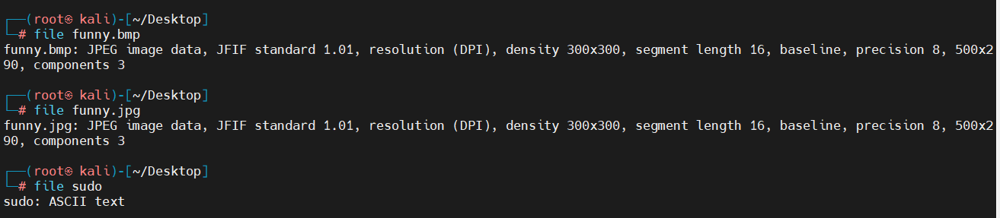 ┌──(root㉿ kali)-[~/Desktop]
└─# file funny.bmp
funny.bmp: JPEG image data, JFIF standard 1.01, resolution (DPI), density 300x300, segment length 16, baseline, precision 8, 500x2
90, components 3
┌──(root㉿ kali)-[~/Desktop]
└─# file funny.jpg
funny.jpg: JPEG image data, JFIF standard 1.01, resolution (DPI), density 300x300, segment length 16, baseline, precision 8, 500x2
90, components 3
┌──(root㉿ kali)-[~/Desktop]
└─# file sudo
sudo: ASCII text